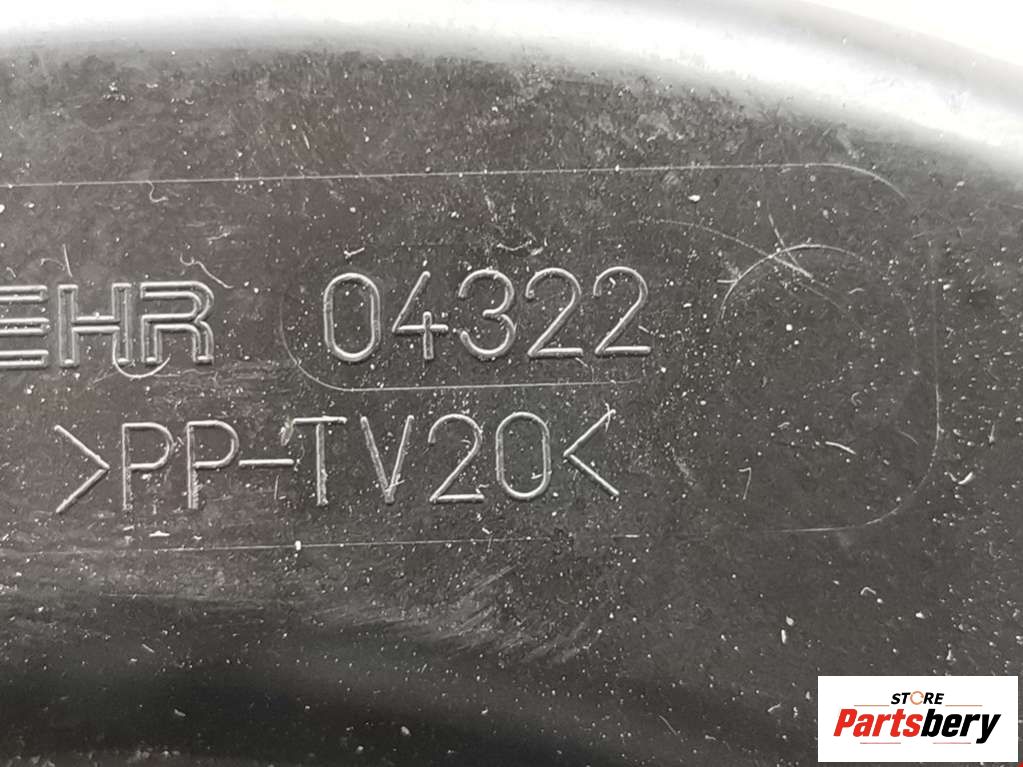 EHR 04322
>PP-TV20<
STORE
Partsbery